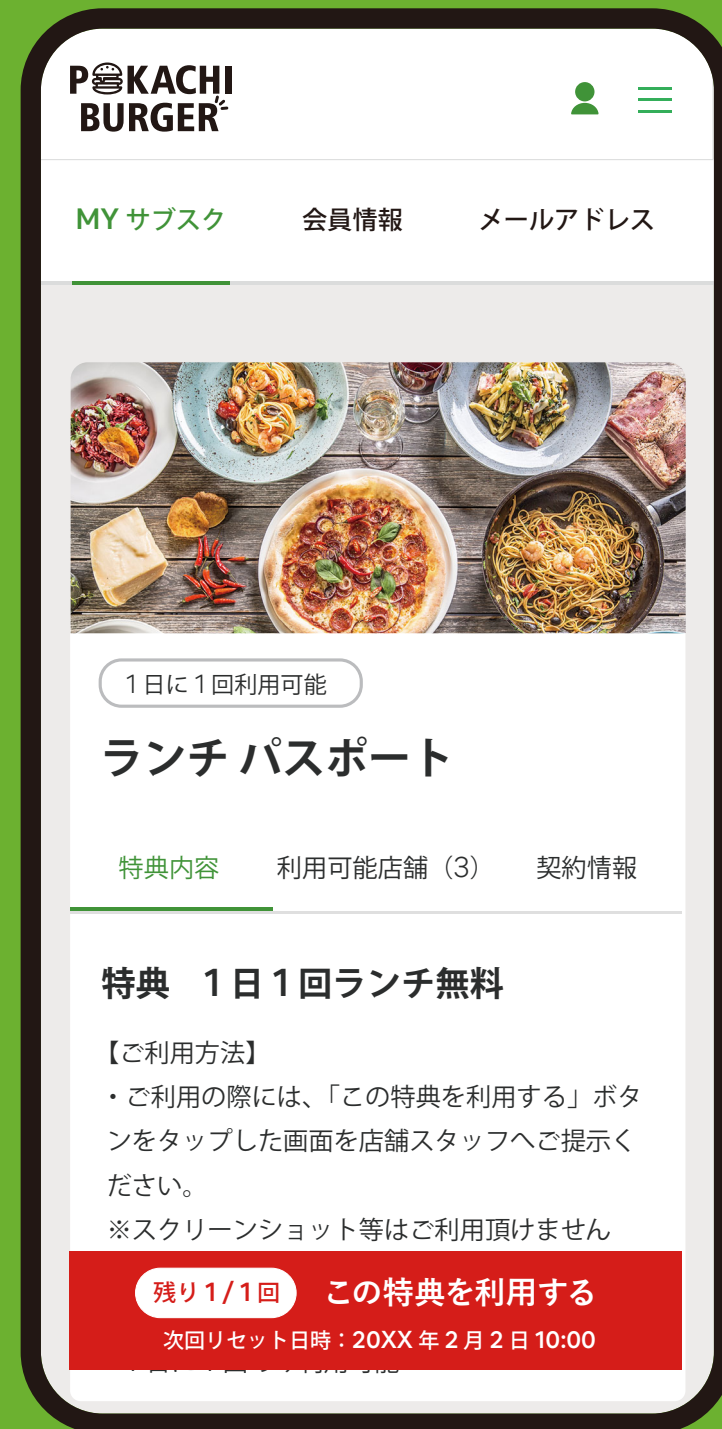 POKACHI
BURGER
MY サブスク 会員情報 メールアドレス
1日に1回利用可能
ランチ パスポート
特典内容 利用可能店舗（3） 契約情報
特典 1日1回ランチ無料
【ご利用方法】
・ご利用の際には、「この特典を利用する」ボタ
ンをタップした画面を店舗スタッフへご提示く
ださい。
※スクリーンショット等はご利用頂けません
残り1/1回 この特典を利用する
次回リセット日時：20XX年2月2日10:00